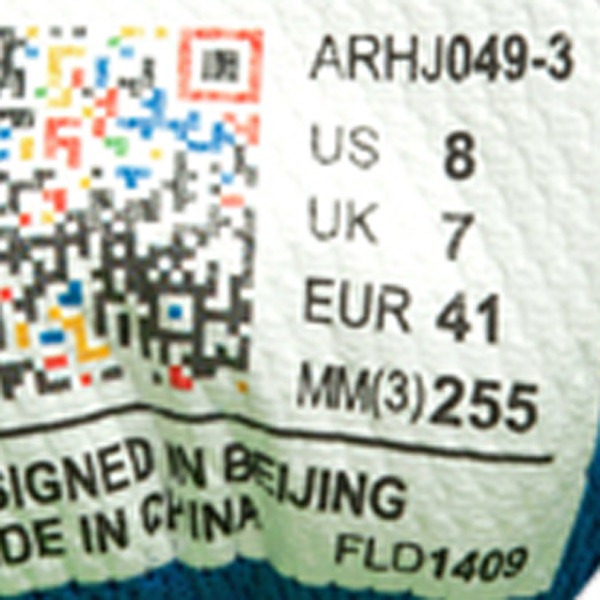 ARHJ049-3
US 8
UK 7
EUR 41
MM(3) 255
SIGNED IN BEIJING
DE IN CHINA
FLD1409